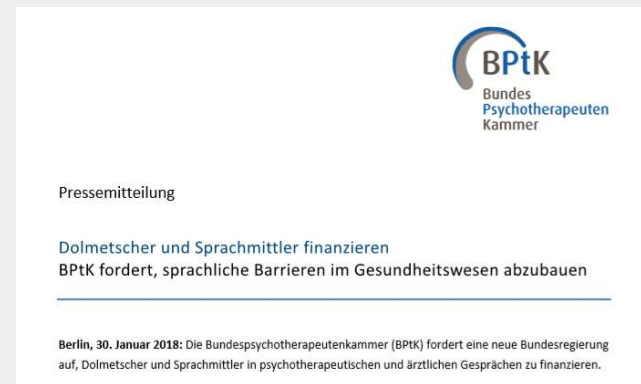 BPtK
Bundes
Psychotherapeuten
Kammer
Pressemitteilung
Dolmetscher und Sprachmittler finanzieren
BPtK fordert, sprachliche Barrieren im Gesundheitswesen abzubauen
Berlin, 30. Januar 2018: Die Bundespsychotherapeutenkammer (BPtK) fordert eine neue Bundesregierung
auf, Dolmetscher und Sprachmittler in psychotherapeutischen und ärztlichen Gesprächen zu finanzieren.